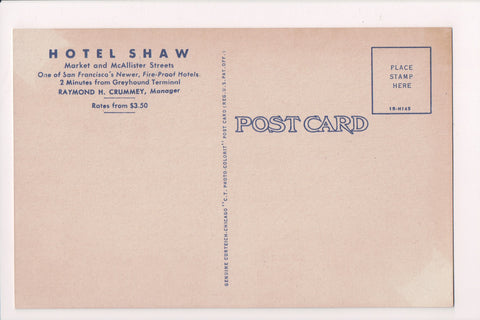 HOTEL SHAW
Market and McAllister Streets
One of San Francisco's Newer, Fire-Proof Hotels.
2 Minutes from Greyhound Terminal
RAYMOND H. CRUMMEY, Manager
Rates from $3.50
GENUINE CURTEICH-CHICAGO "C.T. PHOTO-COLORIT" POST CARD (REG. U.S. PAT. OFF.)
POST CARD
PLACE
STAMP
HERE
1B-H145